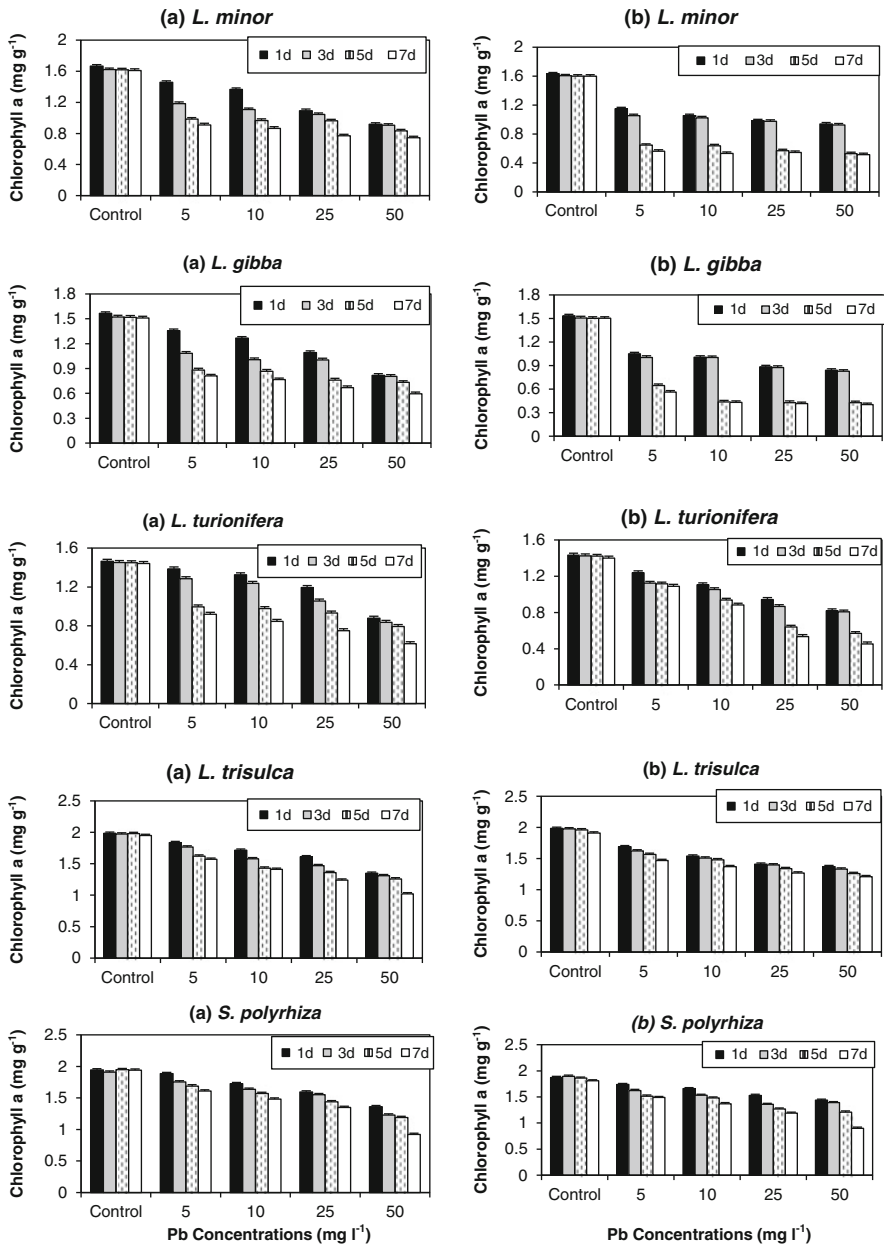 (a) L. minor
Chlorophyll a (mg g-1)
2
1.6
1.2
0.8
0.4
0
1d 3d 5d 7d
Control 5 10 25 50
(b) L. minor
Chlorophyll a (mg g-1)
2
1.6
1.2
0.8
0.4
0
1d 3d 5d 7d
Control 5 10 25 50
(a) L. gibba
Chlorophyll a (mg g-1)
1.8
1.5
1.2
0.9
0.6
0.3
0
1d 3d 5d 7d
Control 5 10 25 50
(b) L. gibba
Chlorophyll a (mg g-1)
1.8
1.5
1.2
0.9
0.6
0.3
0
1d 3d 5d 7d
Control 5 10 25 50
(a) L. turionifera
Chlorophyll a (mg g-1)
1.6
1.2
0.8
0.4
0
1d 3d 5d 7d
Control 5 10 25 50
(b) L. turionifera
Chlorophyll a (mg g-1)
1.6
1.2
0.8
0.4
0
1d 3d 5d 7d
Control 5 10 25 50
(a) L. trisulca
Chlorophyll a (mg g-1)
2.5
2
1.5
1
0.5
0
1d 3d 5d 7d
Control 5 10 25 50
(b) L. trisulca
Chlorophyll a (mg g-1)
2.5
2
1.5
1
0.5
0
1d 3d 5d 7d
Control 5 10 25 50
(a) S. polyrhiza
Chlorophyll a (mg g-1)
2.5
2
1.5
1
0.5
0
1d 3d 5d 7d
Control 5 10 25 50
Pb Concentrations (mg l-1)
(b) S. polyrhiza
Chlorophyll a (mg g-1)
2.5
2
1.5
1
0.5
0
1d 3d 5d 7d
Control 5 10 25 50
Pb Concentrations (mg l-1)